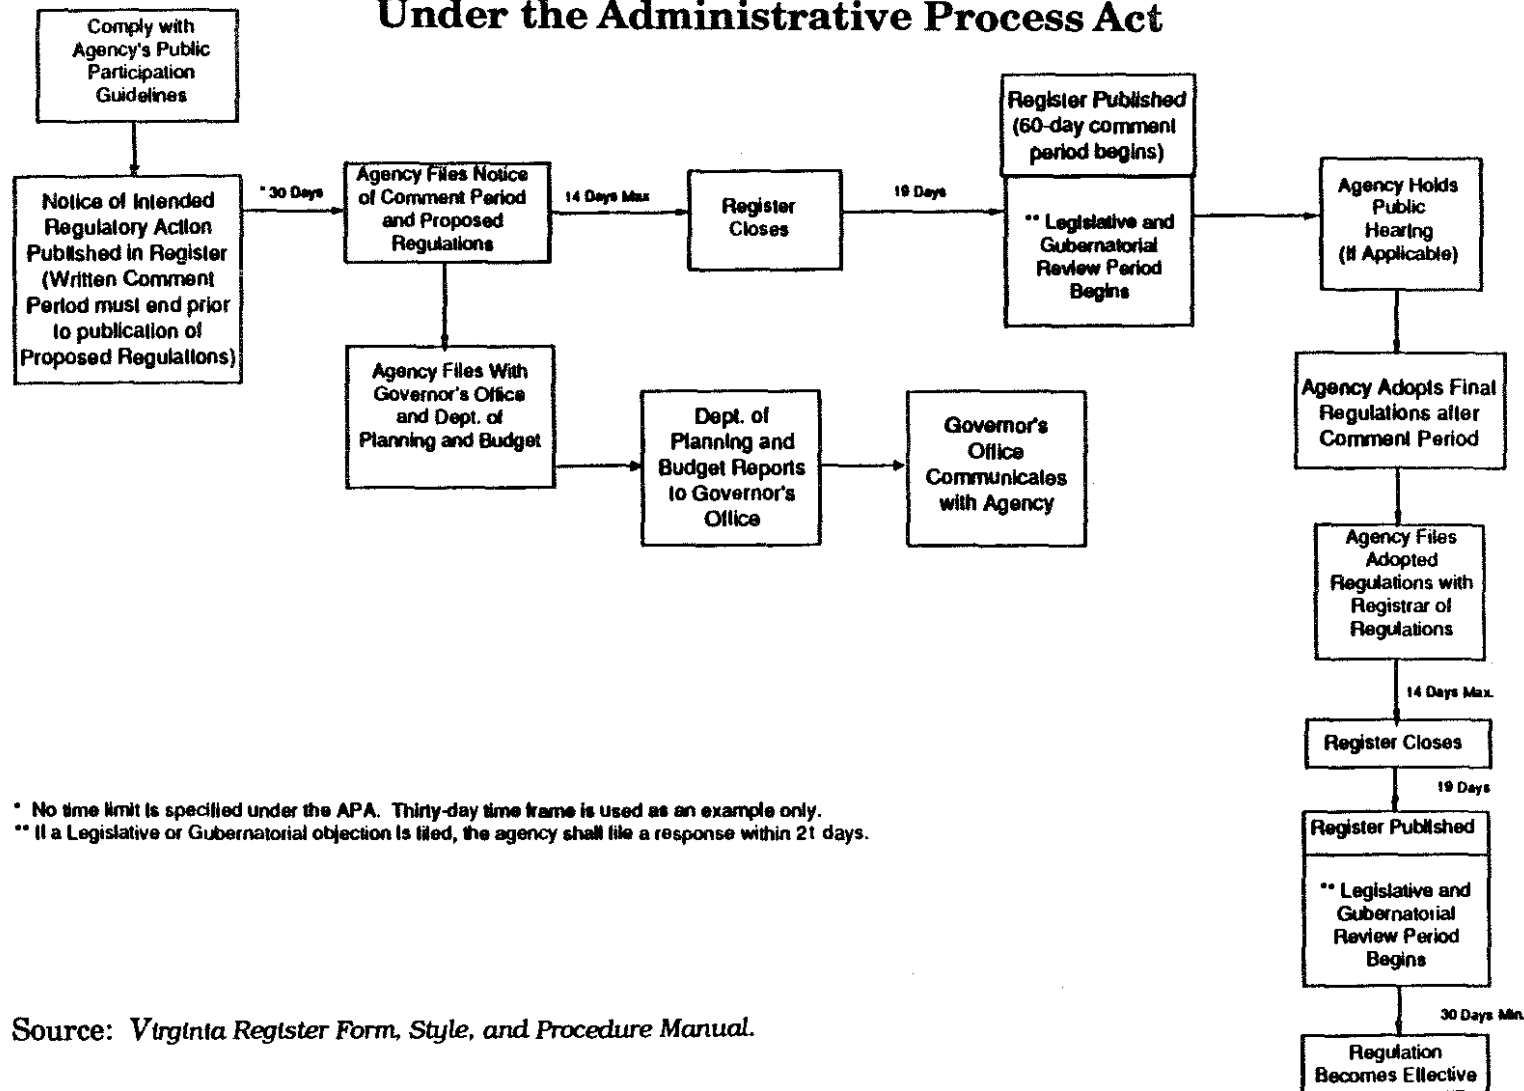 Under the Administrative Process Act
Comply with
Agency's Public
Participation
Guidelines
Notice of Intended
Regulatory Action
Published in Register
(Written Comment
Period must end prior
to publication of
Proposed Regulations)
* 30 Days
Agency Files Notice
of Comment Period
and Proposed
Regulations
14 Days Max
Register
Closes
19 Days
Register Published
(60-day comment
period begins)
** Legislative and
Gubernatorial
Review Period
Begins
Agency Holds
Public
Hearing
(If Applicable)
Agency Files With
Governor's Office
and Dept. of
Planning and Budget
Dept. of
Planning and
Budget Reports
to Governor's
Office
Governor's
Office
Communicates
with Agency
Agency Adopts Final
Regulations after
Comment Period
Agency Files
Adopted
Regulations with
Registrar of
Regulations
14 Days Max.
Register Closes
19 Days
Register Published
** Legislative and
Gubernatorial
Review Period
Begins
30 Days Min.
Regulation
Becomes Effective
* No time limit is specified under the APA. Thirty-day time frame is used as an example only.
** If a Legislative or Gubernatorial objection is filed, the agency shall file a response within 21 days.
Source: Virginia Register Form, Style, and Procedure Manual.